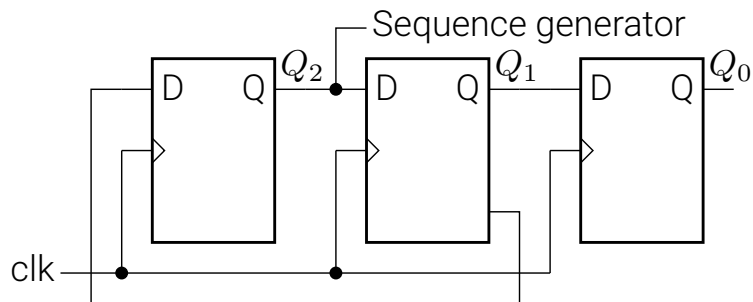 Sequence generator
Q₂ Q₁ Q₀
D Q D Q D Q
clk